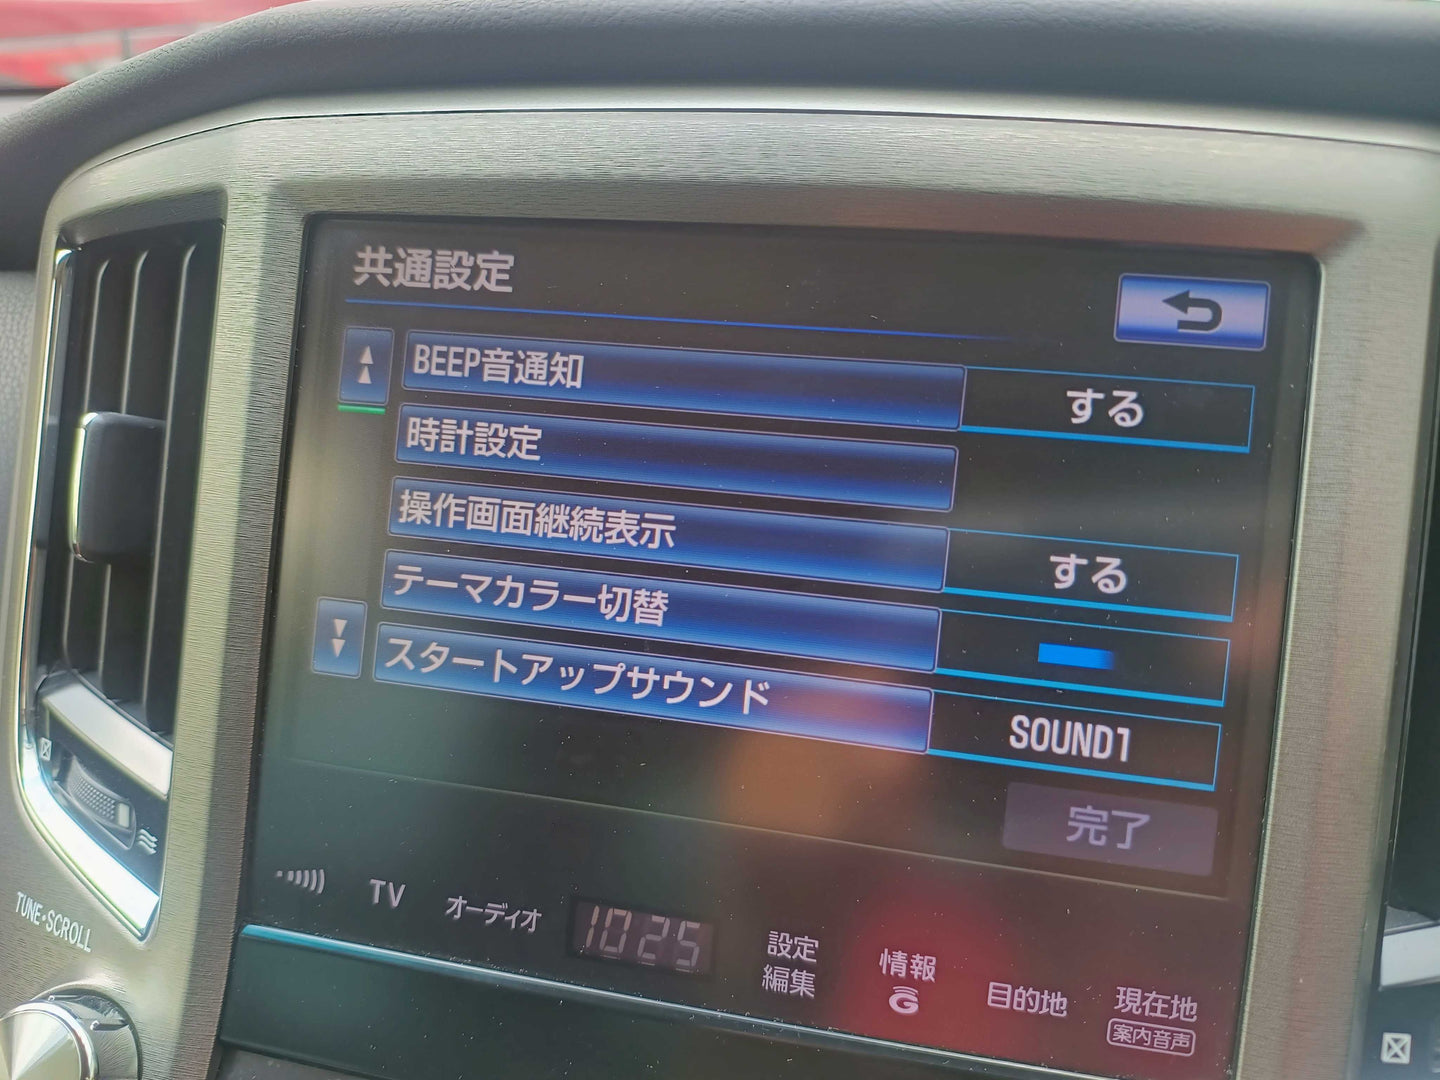 共通設定
BEEP音通知
する
時計設定
操作画面継続表示
する
テーマカラー切替
スタートアップサウンド
SOUND1
完了
TV
オーディオ
10 25
設定
編集
情報
G
目的地
現在地
案内音声
TUNE・SCROLL